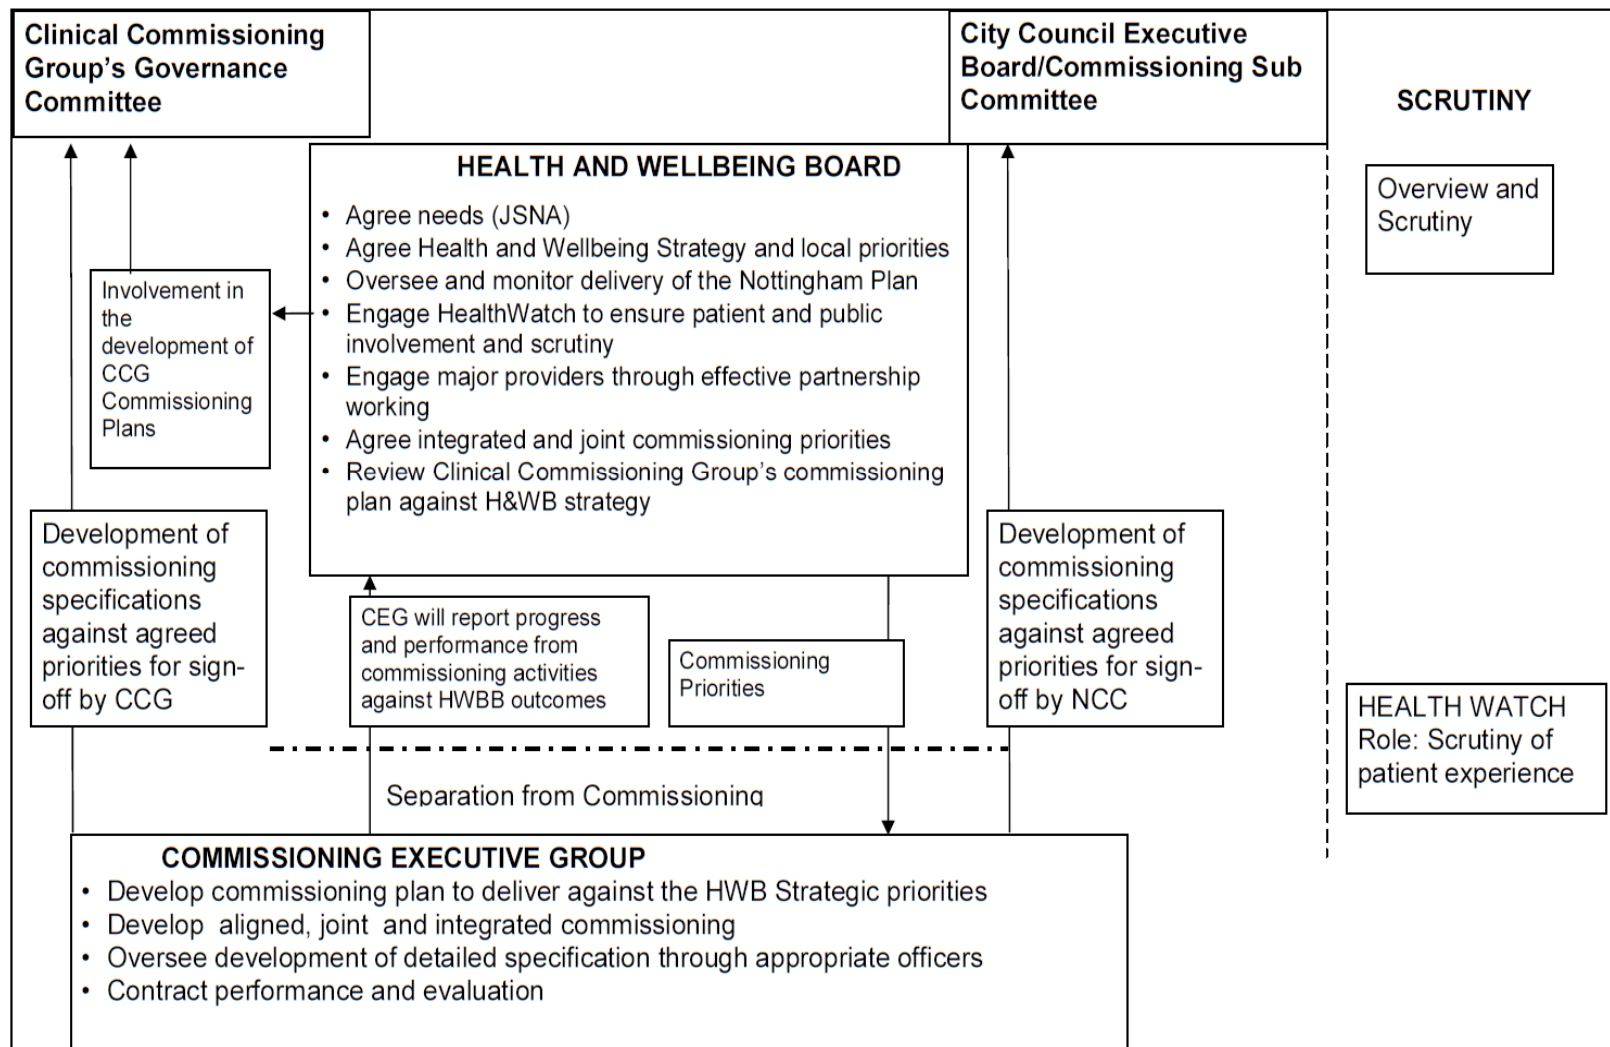 Clinical Commissioning
Group's Governance
Committee
City Council Executive
Board/Commissioning Sub
Committee
SCRUTINY
HEALTH AND WELLBEING BOARD
• Agree needs (JSNA)
• Agree Health and Wellbeing Strategy and local priorities
• Oversee and monitor delivery of the Nottingham Plan
• Engage HealthWatch to ensure patient and public
involvement and scrutiny
• Engage major providers through effective partnership
working
• Agree integrated and joint commissioning priorities
• Review Clinical Commissioning Group's commissioning
plan against H&WB strategy
Overview and
Scrutiny
Involvement in
the
development of
CCG
Commissioning
Plans
Development of
commissioning
specifications
against agreed
priorities for sign-
off by CCG
CEG will report progress
and performance from
commissioning activities
against HWBB outcomes
Commissioning
Priorities
Development of
commissioning
specifications
against agreed
priorities for sign-
off by NCC
HEALTH WATCH
Role: Scrutiny of
patient experience
Separation from Commissioning
COMMISSIONING EXECUTIVE GROUP
• Develop commissioning plan to deliver against the HWB Strategic priorities
• Develop aligned, joint and integrated commissioning
• Oversee development of detailed specification through appropriate officers
• Contract performance and evaluation